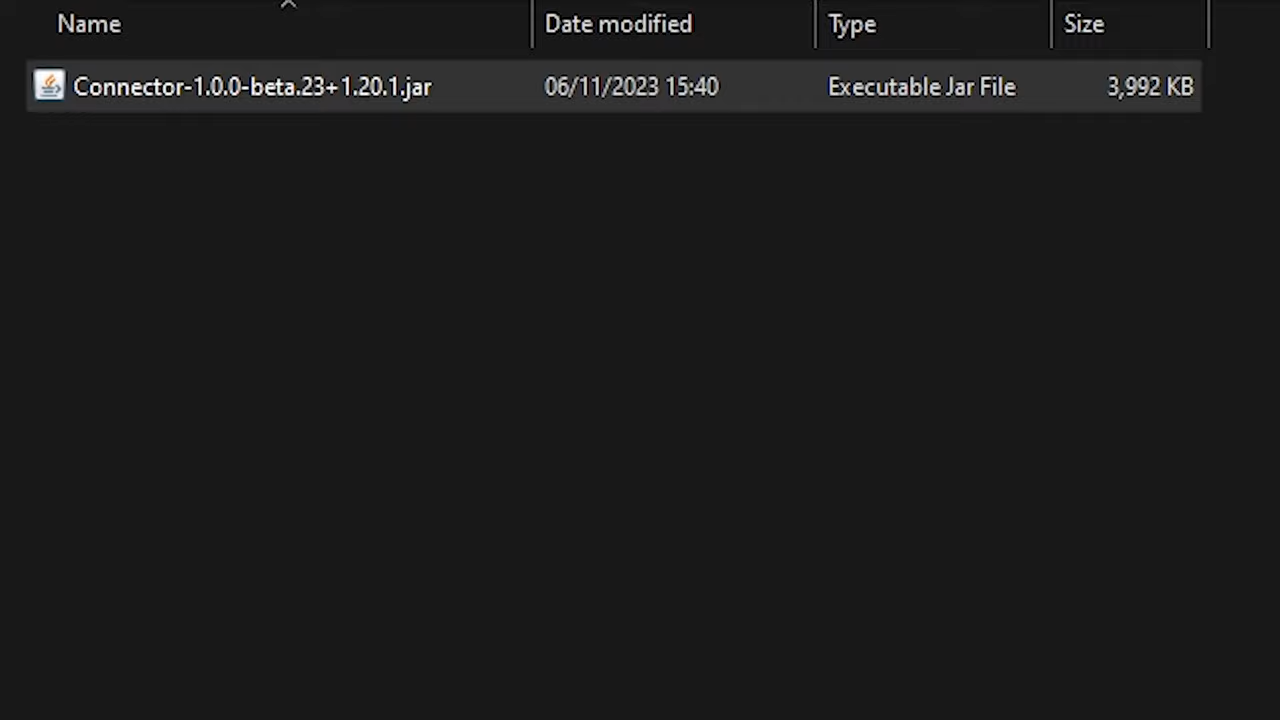 Name Date modified Type Size
Connector-1.0.0-beta.23+1.20.1.jar 06/11/2023 15:40 Executable Jar File 3,992 KB